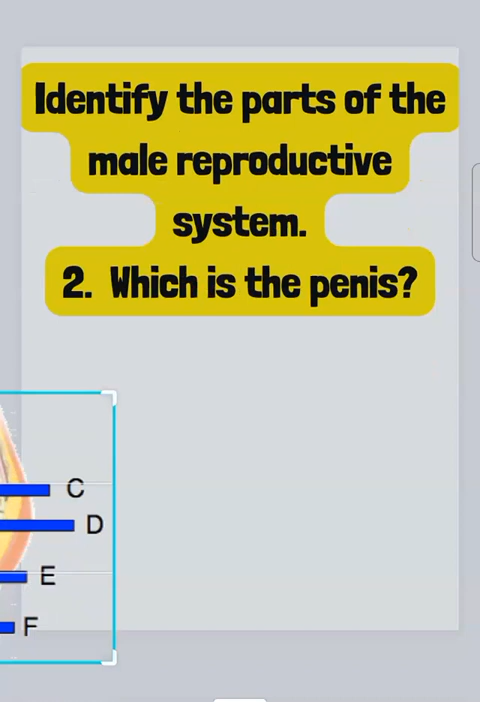 Identify the parts of the
male reproductive
system.
2. Which is the penis?
C
D
E
F